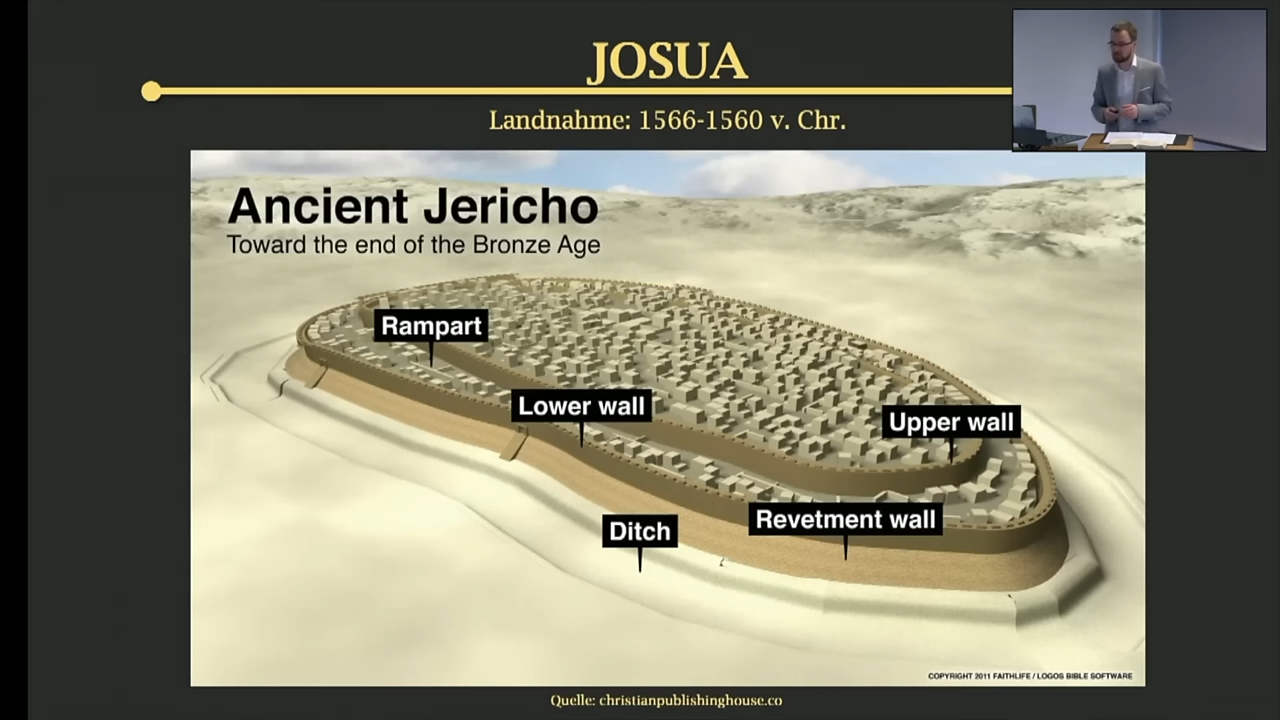 JOSUA
Landnahme: 1566-1560 v. Chr.
Ancient Jericho
Toward the end of the Bronze Age
Rampart
Lower wall
Upper wall
Revetment wall
Ditch
COPYRIGHT 2011 FAITHLIFE / LOGOS BIBLE SOFTWARE
Quelle: christianpublishinghouse.co